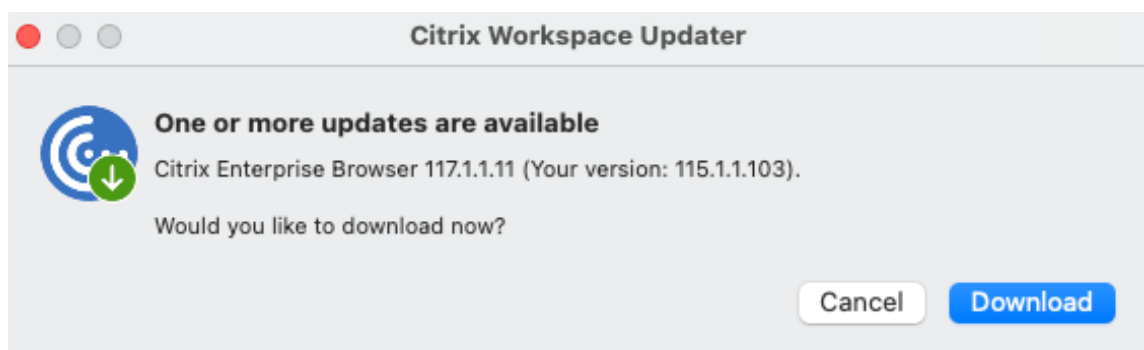 Citrix Workspace Updater
One or more updates are available
Citrix Enterprise Browser 117.1.1.11 (Your version: 115.1.1.103).
Would you like to download now?
Cancel
Download